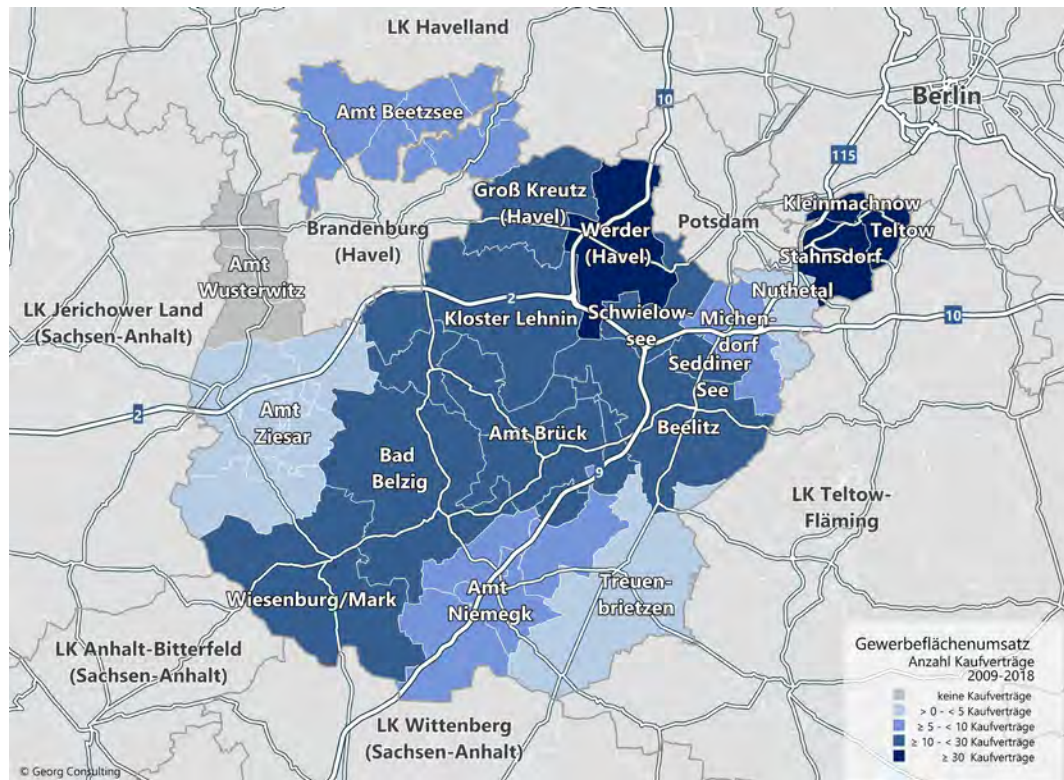 LK Havelland
10
Berlin
Amt Beetzsee
115
Groß Kreutz
(Havel)
Kleinmachnow
Brandenburg
(Havel)
Werder
(Havel)
Potsdam
Teltow
Stahnsdorf
Amt
Wusterwitz
Nuthetal
LK Jerichower Land
(Sachsen-Anhalt)
2
Kloster Lehnin
Schwielow-
see
Michen-
dorf
10
Seddiner
See
2
Amt
Ziesar
Amt Brück
Beelitz
Bad
Belzig
9
LK Teltow-
Fläming
Wiesenburg/Mark
Amt
Niemegk
Treuen-
brietzen
LK Anhalt-Bitterfeld
(Sachsen-Anhalt)
LK Wittenberg
(Sachsen-Anhalt)
Gewerbeflächenumsatz
Anzahl Kaufverträge
2009-2018
keine Kaufverträge
> 0 - < 5 Kaufverträge
≥ 5 - < 10 Kaufverträge
≥ 10 - < 30 Kaufverträge
≥ 30 Kaufverträge
© Georg Consulting